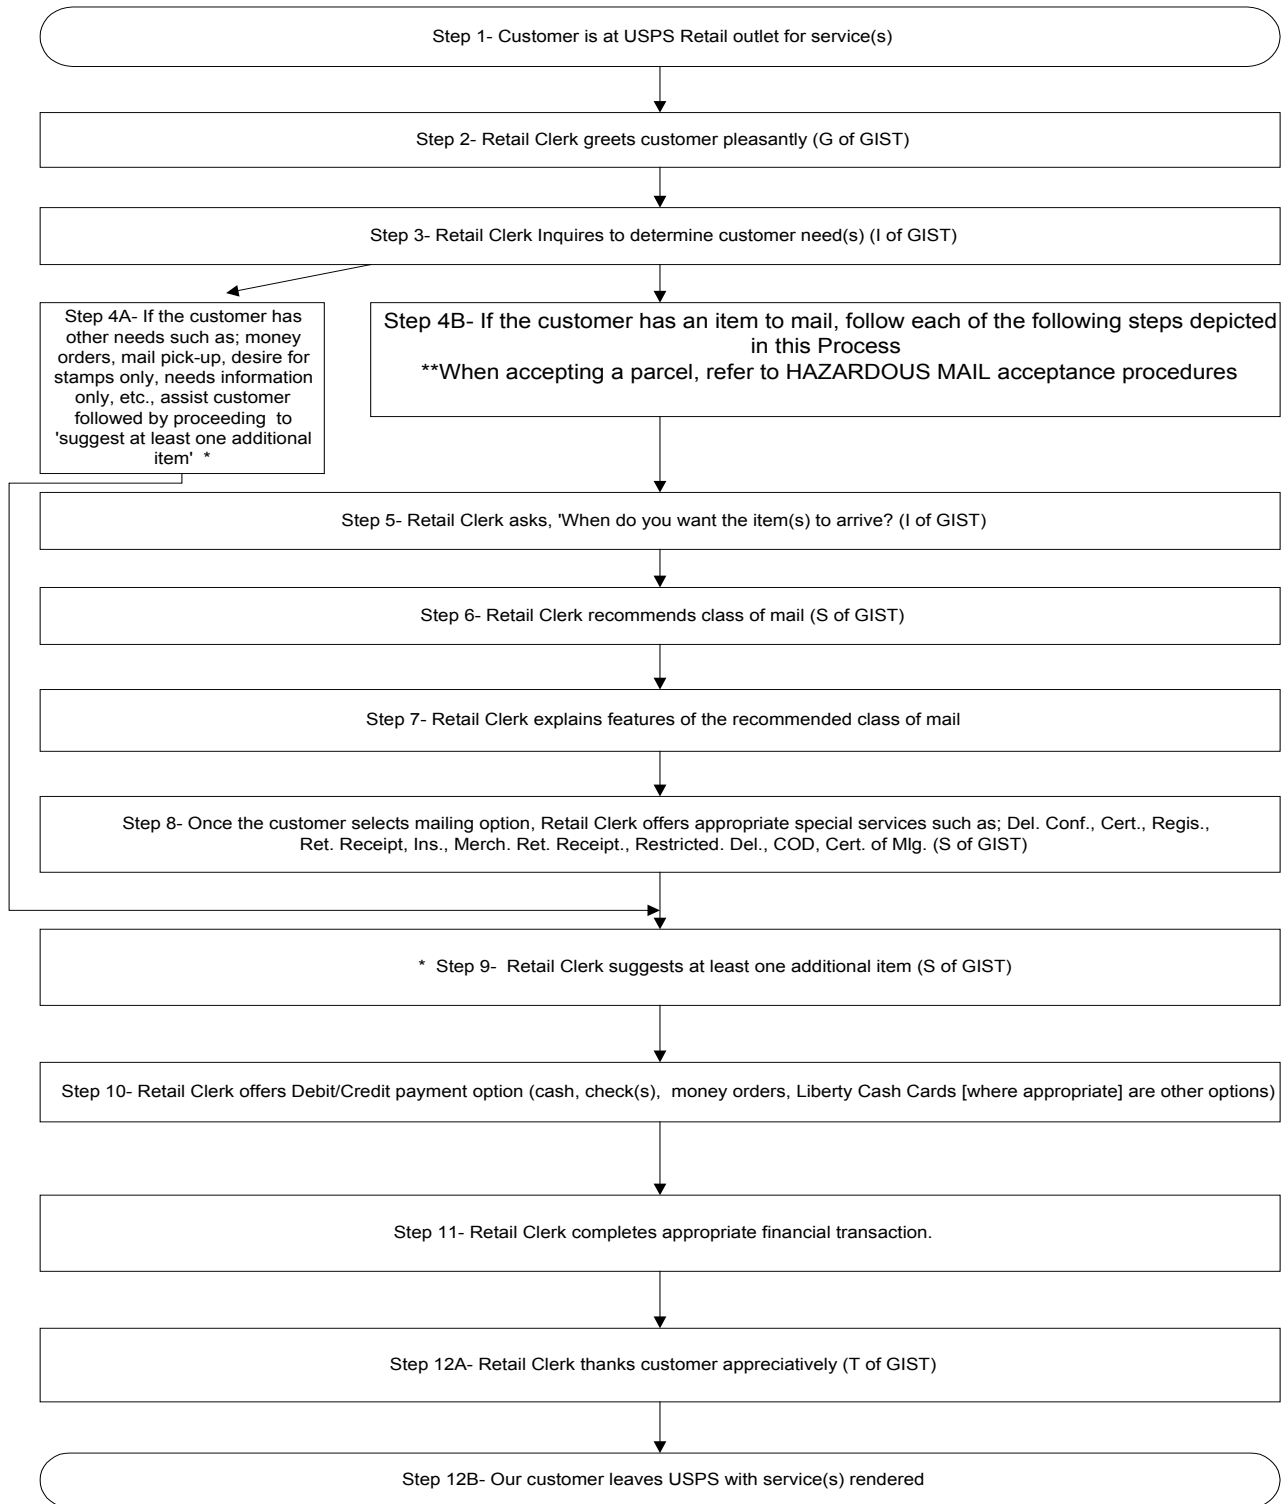 Step 1- Customer is at USPS Retail outlet for service(s)
Step 2- Retail Clerk greets customer pleasantly (G of GIST)
Step 3- Retail Clerk Inquires to determine customer need(s) (I of GIST)
Step 4A- If the customer has
other needs such as; money
orders, mail pick-up, desire for
stamps only, needs information
only, etc., assist customer
followed by proceeding  to
'suggest at least one additional
item'  *
Step 4B- If the customer has an item to mail, follow each of the following steps depicted
in this Process
**When accepting a parcel, refer to HAZARDOUS MAIL acceptance procedures
Step 5- Retail Clerk asks, 'When do you want the item(s) to arrive? (I of GIST)
Step 6- Retail Clerk recommends class of mail (S of GIST)
Step 7- Retail Clerk explains features of the recommended class of mail
Step 8- Once the customer selects mailing option, Retail Clerk offers appropriate special services such as; Del. Conf., Cert., Regis.,
Ret. Receipt, Ins., Merch. Ret. Receipt., Restricted. Del., COD, Cert. of Mlg. (S of GIST)
*  Step 9-  Retail Clerk suggests at least one additional item (S of GIST)
Step 10- Retail Clerk offers Debit/Credit payment option (cash, check(s),  money orders, Liberty Cash Cards [where appropriate] are other options)
Step 11- Retail Clerk completes appropriate financial transaction.
Step 12A- Retail Clerk thanks customer appreciatively (T of GIST)
Step 12B- Our customer leaves USPS with service(s) rendered